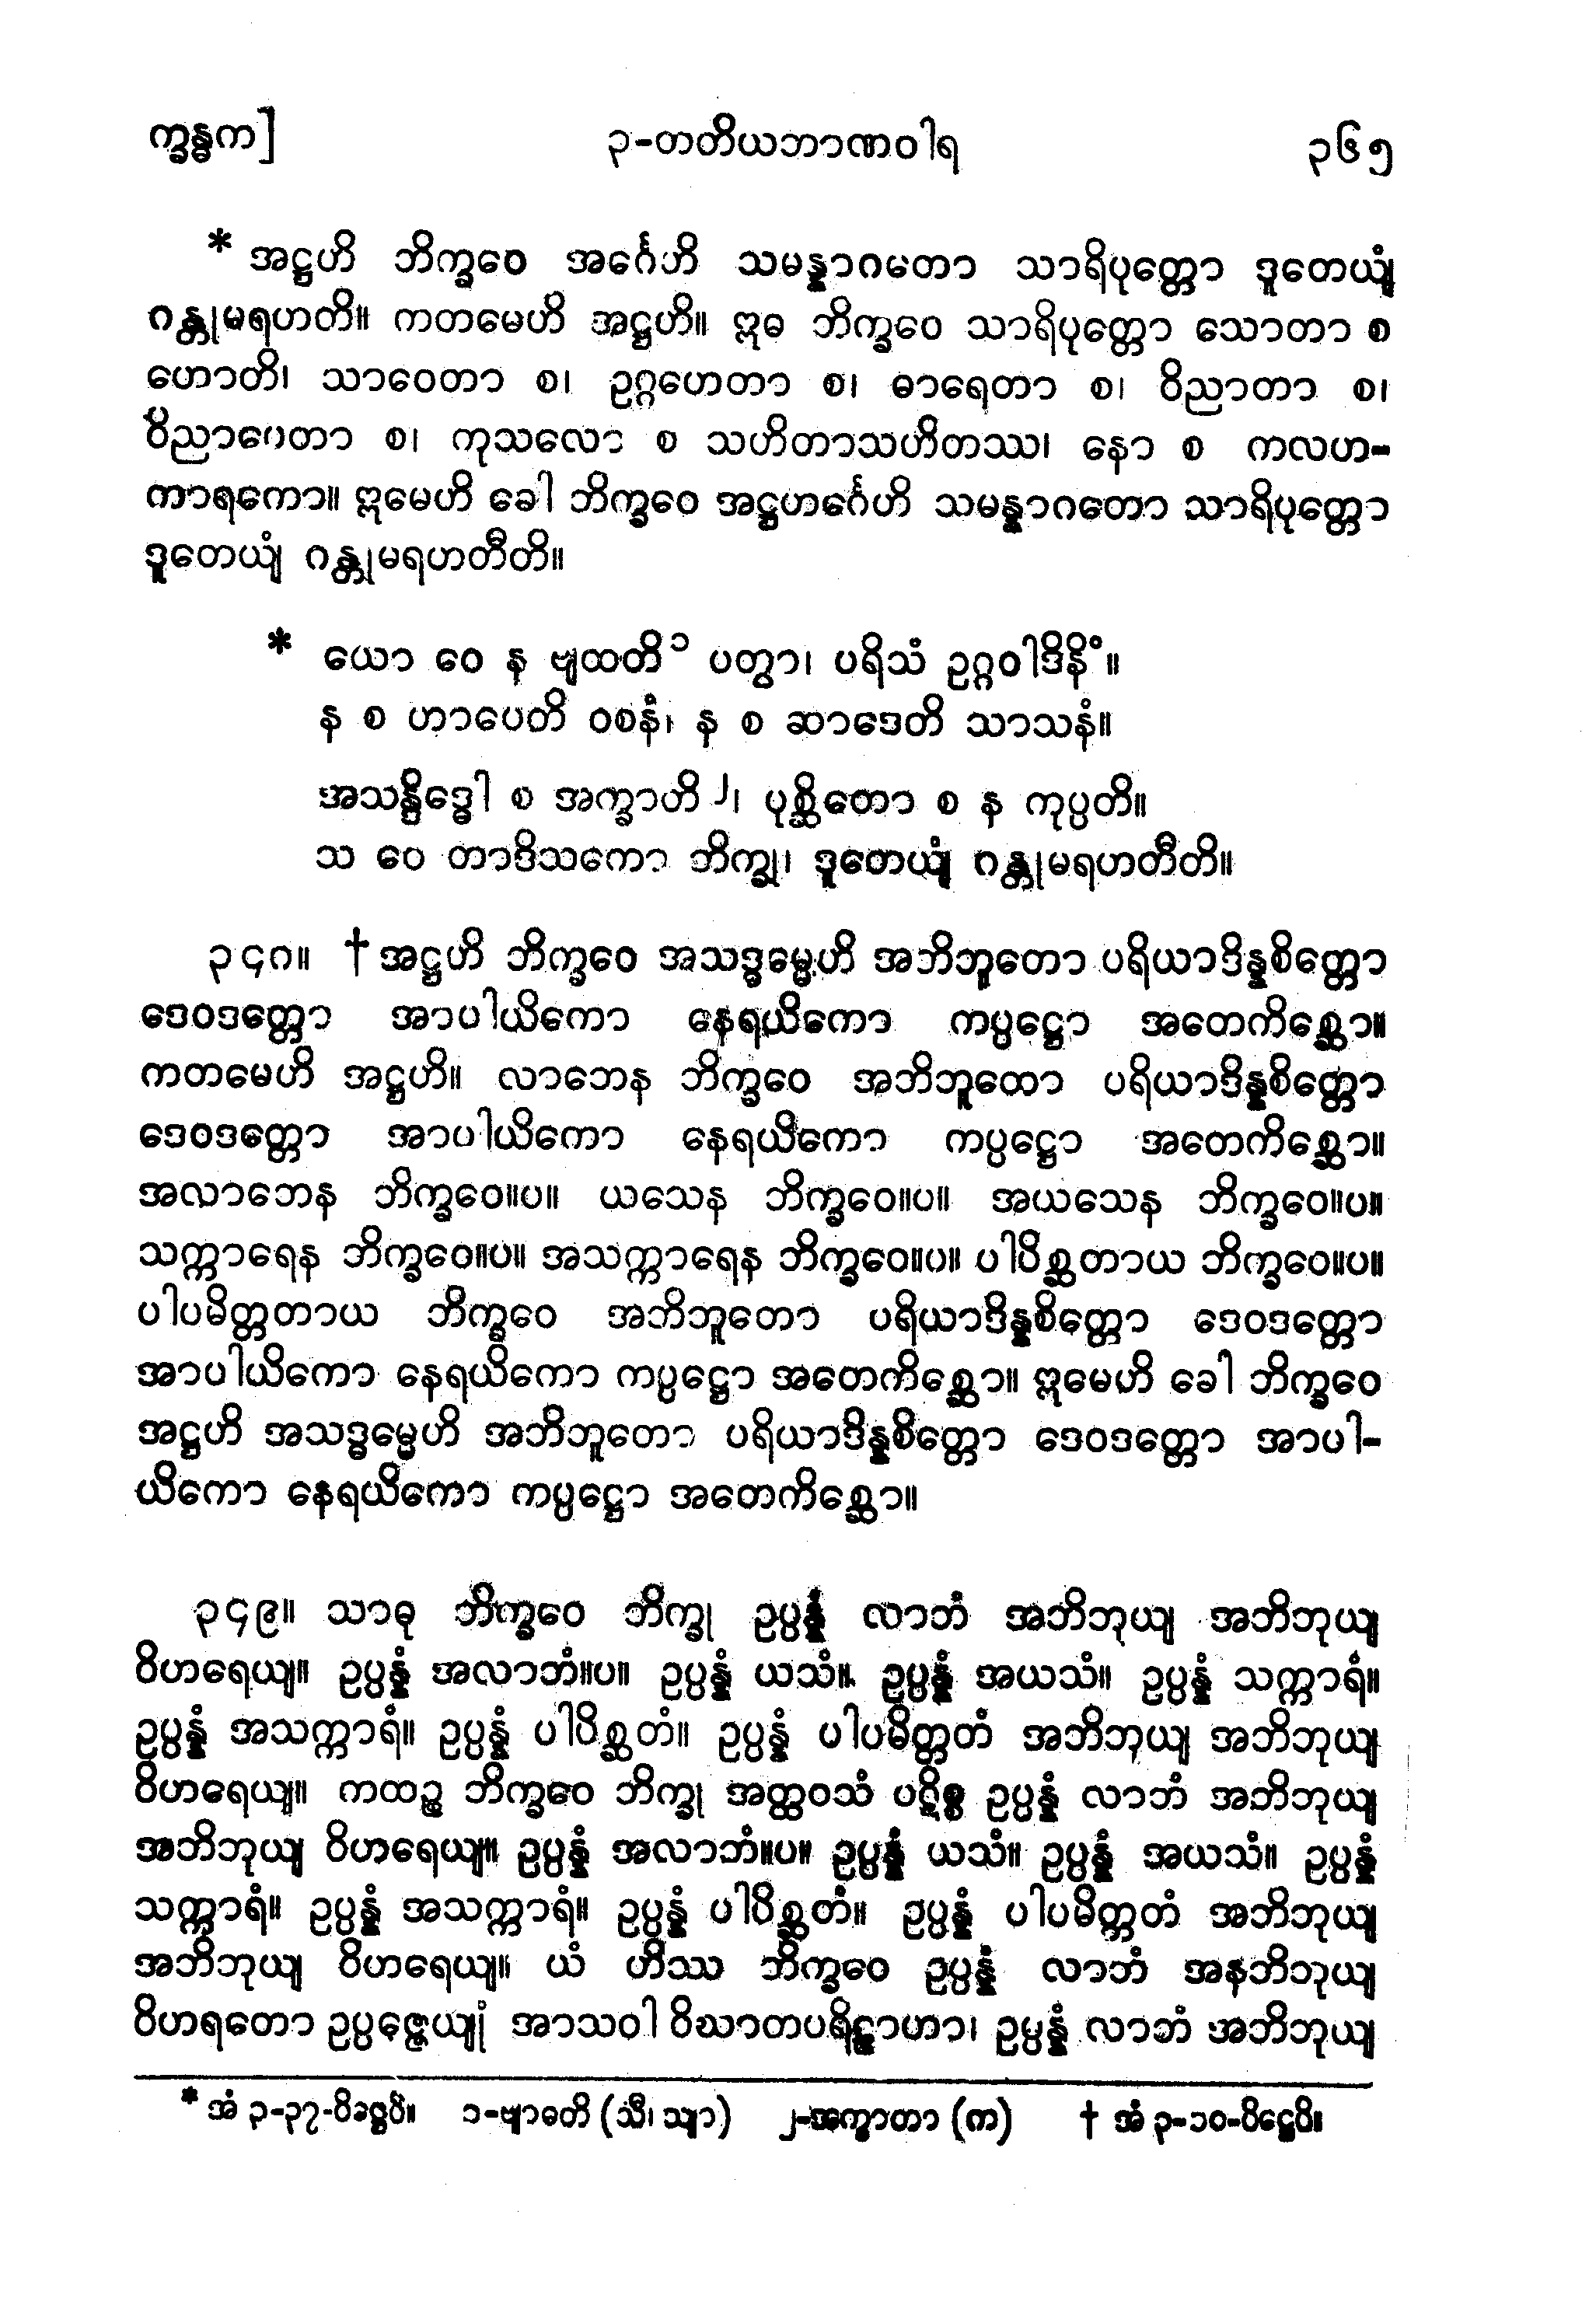 က္ခန္ဓက]
၃-တတိယဘာဏဝါရ
၃၆၅
* အဋ္ဌဟိ ဘိက္ခဝေ အင်္ဂေဟိ သမန္နာဂတော သာရိပုတ္တော ဒူတေယျံ
ဂန္တုမရဟတိ။ ကတမေဟိ အဋ္ဌဟိ။ ဣဓ ဘိက္ခဝေ သာရိပုတ္တော သောတာ စ
ဟောတိ၊ သာဝေတာ စ၊ ဥဂ္ဂဟေတာ စ၊ ဓာရေတာ စ၊ ဝိညာတာ စ၊
ဝိညာပေတာ စ၊ ကုသလော စ သဟိတာသဟိတဿ၊ နော စ ကလဟ-
ကာရကော။ ဣမေဟိ ခေါ ဘိက္ခဝေ အဋ္ဌဟင်္ဂေဟိ သမန္နာဂတော သာရိပုတ္တော
ဒူတေယျံ ဂန္တုမရဟတီတိ။
* ယော ဝေ န ဗျထတိ ၁ ပတွာ၊ ပရိသံ ဥဂ္ဂဝါဒိနိံ။
န စ ဟာပေတိ ဝစနံ၊ န စ ဆာဒေတိ သာသနံ။
အသန္ဒိဒ္ဓေါ စ အက္ခာတိ ၂၊ ပုစ္ဆိတော စ န ကုပ္ပတိ။
သ ဝေ တာဒိသကော ဘိက္ခု၊ ဒူတေယျံ ဂန္တုမရဟတီတိ။
၃၄၈။ † အဋ္ဌဟိ ဘိက္ခဝေ အသဒ္ဓမ္မေဟိ အဘိဘူတော ပရိယာဒိန္နစိတ္တော
ဒေဝဒတ္တော အာပါယိကော နေရယိကော ကပ္ပဋ္ဌော အတေကိစ္ဆော။
ကတမေဟိ အဋ္ဌဟိ။ လာဘေန ဘိက္ခဝေ အဘိဘူထော ပရိယာဒိန္နစိတ္တော
ဒေဝဒတ္တော အာပါယိကော နေရယိကော ကပ္ပဋ္ဌော အတေကိစ္ဆော။
အလာဘေန ဘိက္ခဝေ။ပ။ ယသေန ဘိက္ခဝေ။ပ။ အယသေန ဘိက္ခဝေ။ပ။
သက္ကာရေန ဘိက္ခဝေ။ပ။ အသက္ကာရေန ဘိက္ခဝေ။ပ။ ပါပိစ္ဆတာယ ဘိက္ခဝေ။ပ။
ပါပမိတ္တတာယ ဘိက္ခဝေ အဘိဘူတော ပရိယာဒိန္နစိတ္တော ဒေဝဒတ္တော
အာပါယိကော နေရယိကော ကပ္ပဋ္ဌော အတေကိစ္ဆော။ ဣမေဟိ ခေါ ဘိက္ခဝေ
အဋ္ဌဟိ အသဒ္ဓမ္မေဟိ အဘိဘူတော ပရိယာဒိန္နစိတ္တော ဒေဝဒတ္တော အာပါ-
ယိကော နေရယိကော ကပ္ပဋ္ဌော အတေကိစ္ဆော။
၃၄၉။ သာဓု ဘိက္ခဝေ ဘိက္ခု ဥပ္ပန္နံ လာဘံ အဘိဘုယျ အဘိဘုယျ
ဝိဟရေယျ။ ဥပ္ပန္နံ အလာဘံ။ပ။ ဥပ္ပန္နံ ယသံ။ ဥပ္ပန္နံ အယသံ။ ဥပ္ပန္နံ သက္ကာရံ။
ဥပ္ပန္နံ အသက္ကာရံ။ ဥပ္ပန္နံ ပါပိစ္ဆတံ။ ဥပ္ပန္နံ ပါပမိတ္တတံ အဘိဘုယျ အဘိဘုယျ
ဝိဟရေယျ။ ကထဉ္စ ဘိက္ခဝေ ဘိက္ခု အတ္ထဝသံ ပဋိစ္စ ဥပ္ပန္နံ လာဘံ အဘိဘုယျ
အဘိဘုယျ ဝိဟရေယျ။ ဥပ္ပန္နံ အလာဘံ။ပ။ ဥပ္ပန္နံ ယသံ။ ဥပ္ပန္နံ အယသံ။ ဥပ္ပန္နံ
သက္ကာရံ။ ဥပ္ပန္နံ အသက္ကာရံ။ ဥပ္ပန္နံ ပါပိစ္ဆတံ။ ဥပ္ပန္နံ ပါပမိတ္တတံ အဘိဘုယျ
အဘိဘုယျ ဝိဟရေယျ။ ယံ ဟိဿ ဘိက္ခဝေ ဥပ္ပန္နံ လာဘံ အနဘိဘုယျ
ဝိဟရတော ဥပ္ပဇ္ဇေယျုံ အာသဝါ ဝိဃာတပရိဠာဟာ၊ ဥပ္ပန္နံ လာဘံ အဘိဘုယျ
* အံ ၃-၃၇-ပိဋ္ဌေပိ။ ၁-ဗျာဓတိ (သီ၊ သျာ) ၂-အက္ခာတာ (က) † အံ ၃-၁၀-ပိဋ္ဌေပိ။